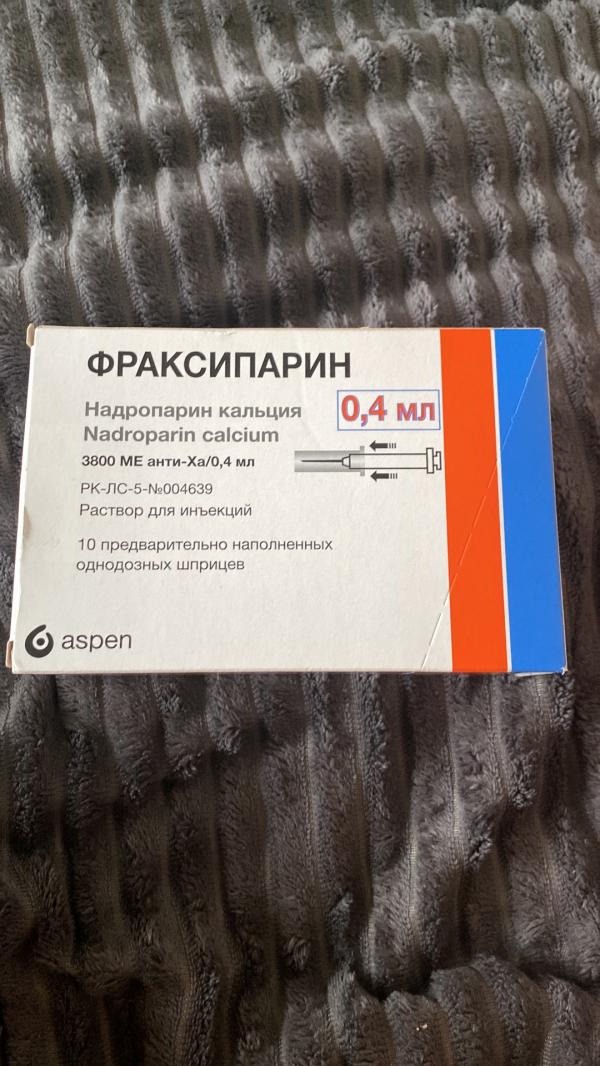 ФРАКСИПАРИН
Надропарин кальция
0,4 мл
Nadroparin calcium
3800 МЕ анти-Ха/0,4 мл
РК-ЛС-5-№004639
Раствор для инъекций
10 предварительно наполненных
однодозных шприцев
aspen